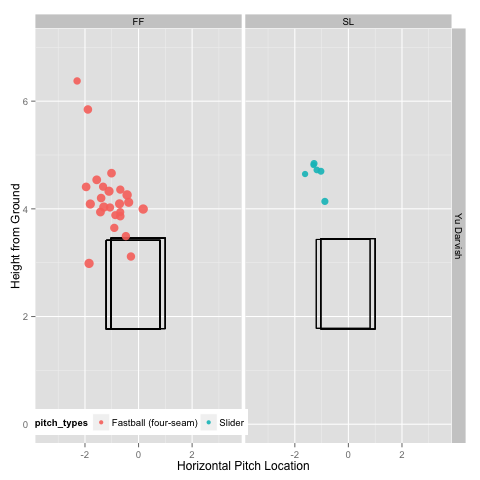 FF
SL
6
4
2
0
Height from Ground
Yu Darvish
pitch_types Fastball (four-seam) Slider
-2 0 2 -2 0 2
Horizontal Pitch Location